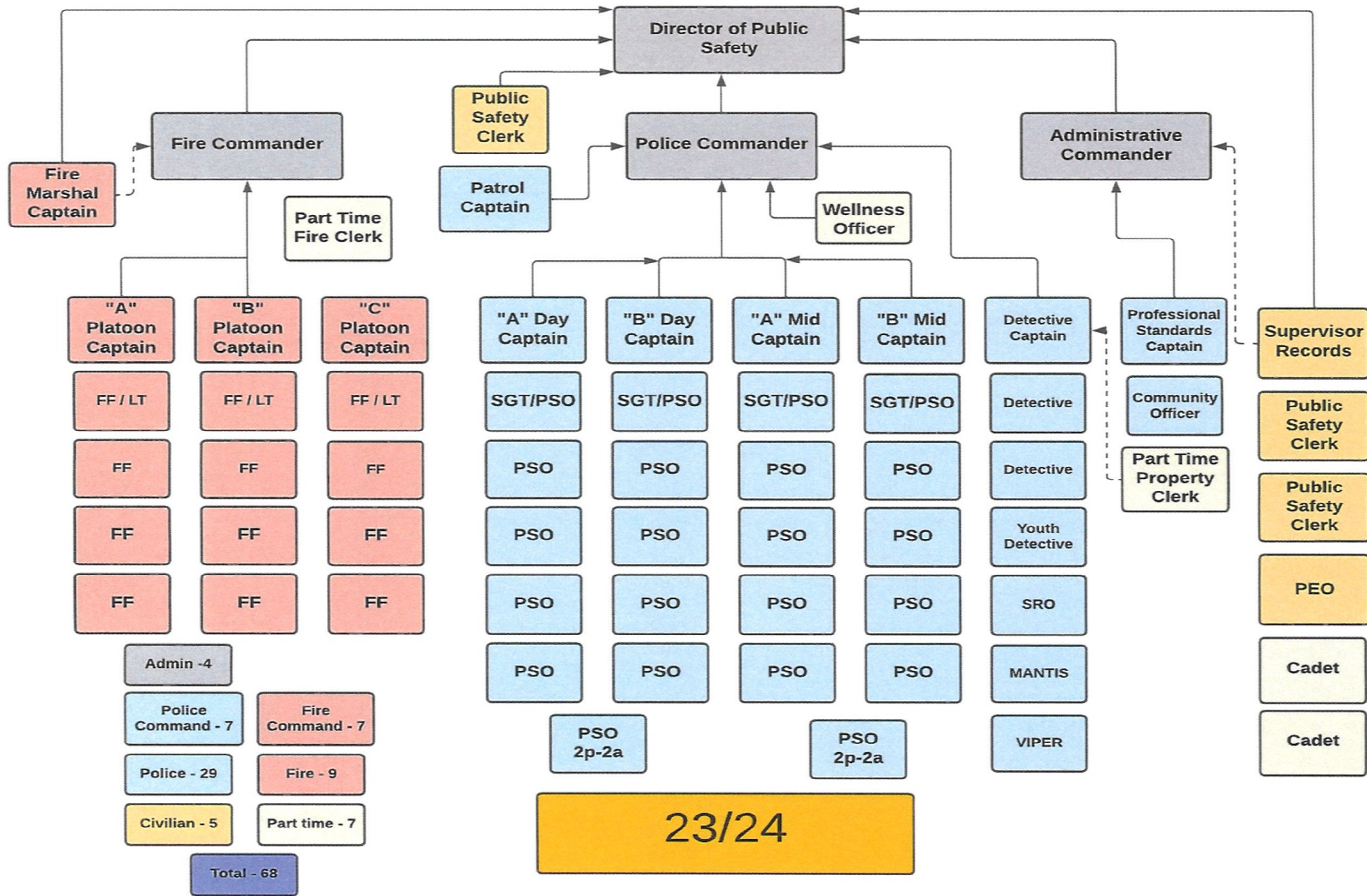 Director of Public
Safety
Public
Safety
Clerk
Fire Commander
Police Commander
Administrative
Commander
Fire
Marshal
Captain
Patrol
Captain
Part Time
Fire Clerk
Wellness
Officer
"A"
Platoon
Captain
"B"
Platoon
Captain
"C"
Platoon
Captain
"A" Day
Captain
"B" Day
Captain
"A" Mid
Captain
"B" Mid
Captain
Detective
Captain
Professional
Standards
Captain
Supervisor
Records
FF / LT
FF / LT
FF / LT
SGT/PSO
SGT/PSO
SGT/PSO
SGT/PSO
Detective
Community
Officer
Public
Safety
Clerk
FF
FF
FF
PSO
PSO
PSO
PSO
Detective
Part Time
Property
Clerk
Public
Safety
Clerk
FF
FF
FF
PSO
PSO
PSO
PSO
Youth
Detective
FF
FF
FF
PSO
PSO
PSO
PSO
SRO
PEO
Admin -4
PSO
PSO
PSO
PSO
MANTIS
Cadet
Police
Command - 7
Fire
Command - 7
PSO
2p-2a
PSO
2p-2a
VIPER
Cadet
Police - 29
Fire - 9
Civilian - 5
Part time - 7
23/24
Total - 68